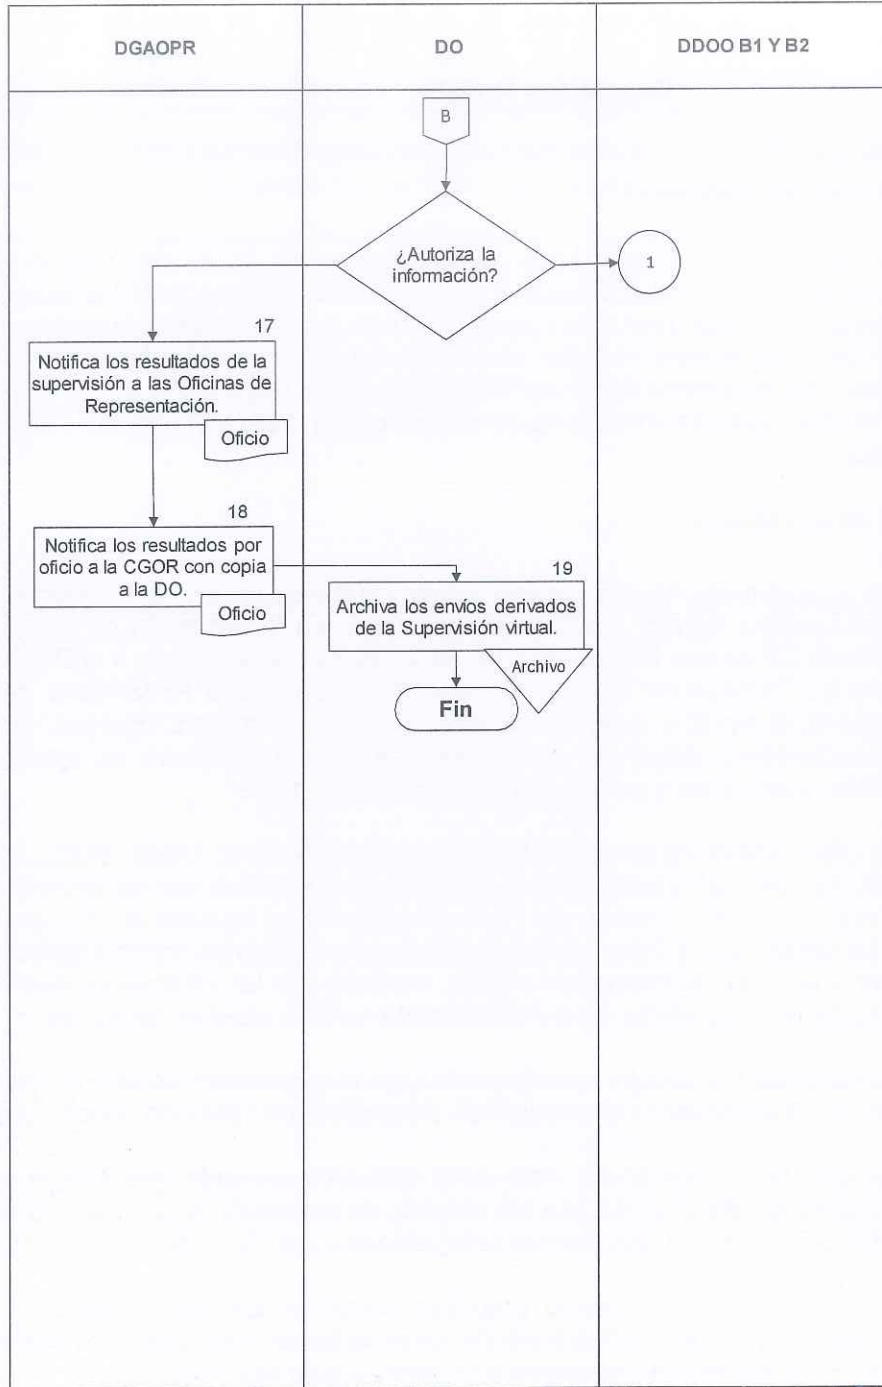 DGAOPR
DO
DDOO B1 Y B2
B
¿Autoriza la
información?
1
17
Notifica los resultados de la
supervisión a las Oficinas de
Representación.
Oficio
18
Notifica los resultados por
oficio a la CGOR con copia
a la DO.
Oficio
19
Archiva los envíos derivados
de la Supervisión virtual.
Archivo
Fin